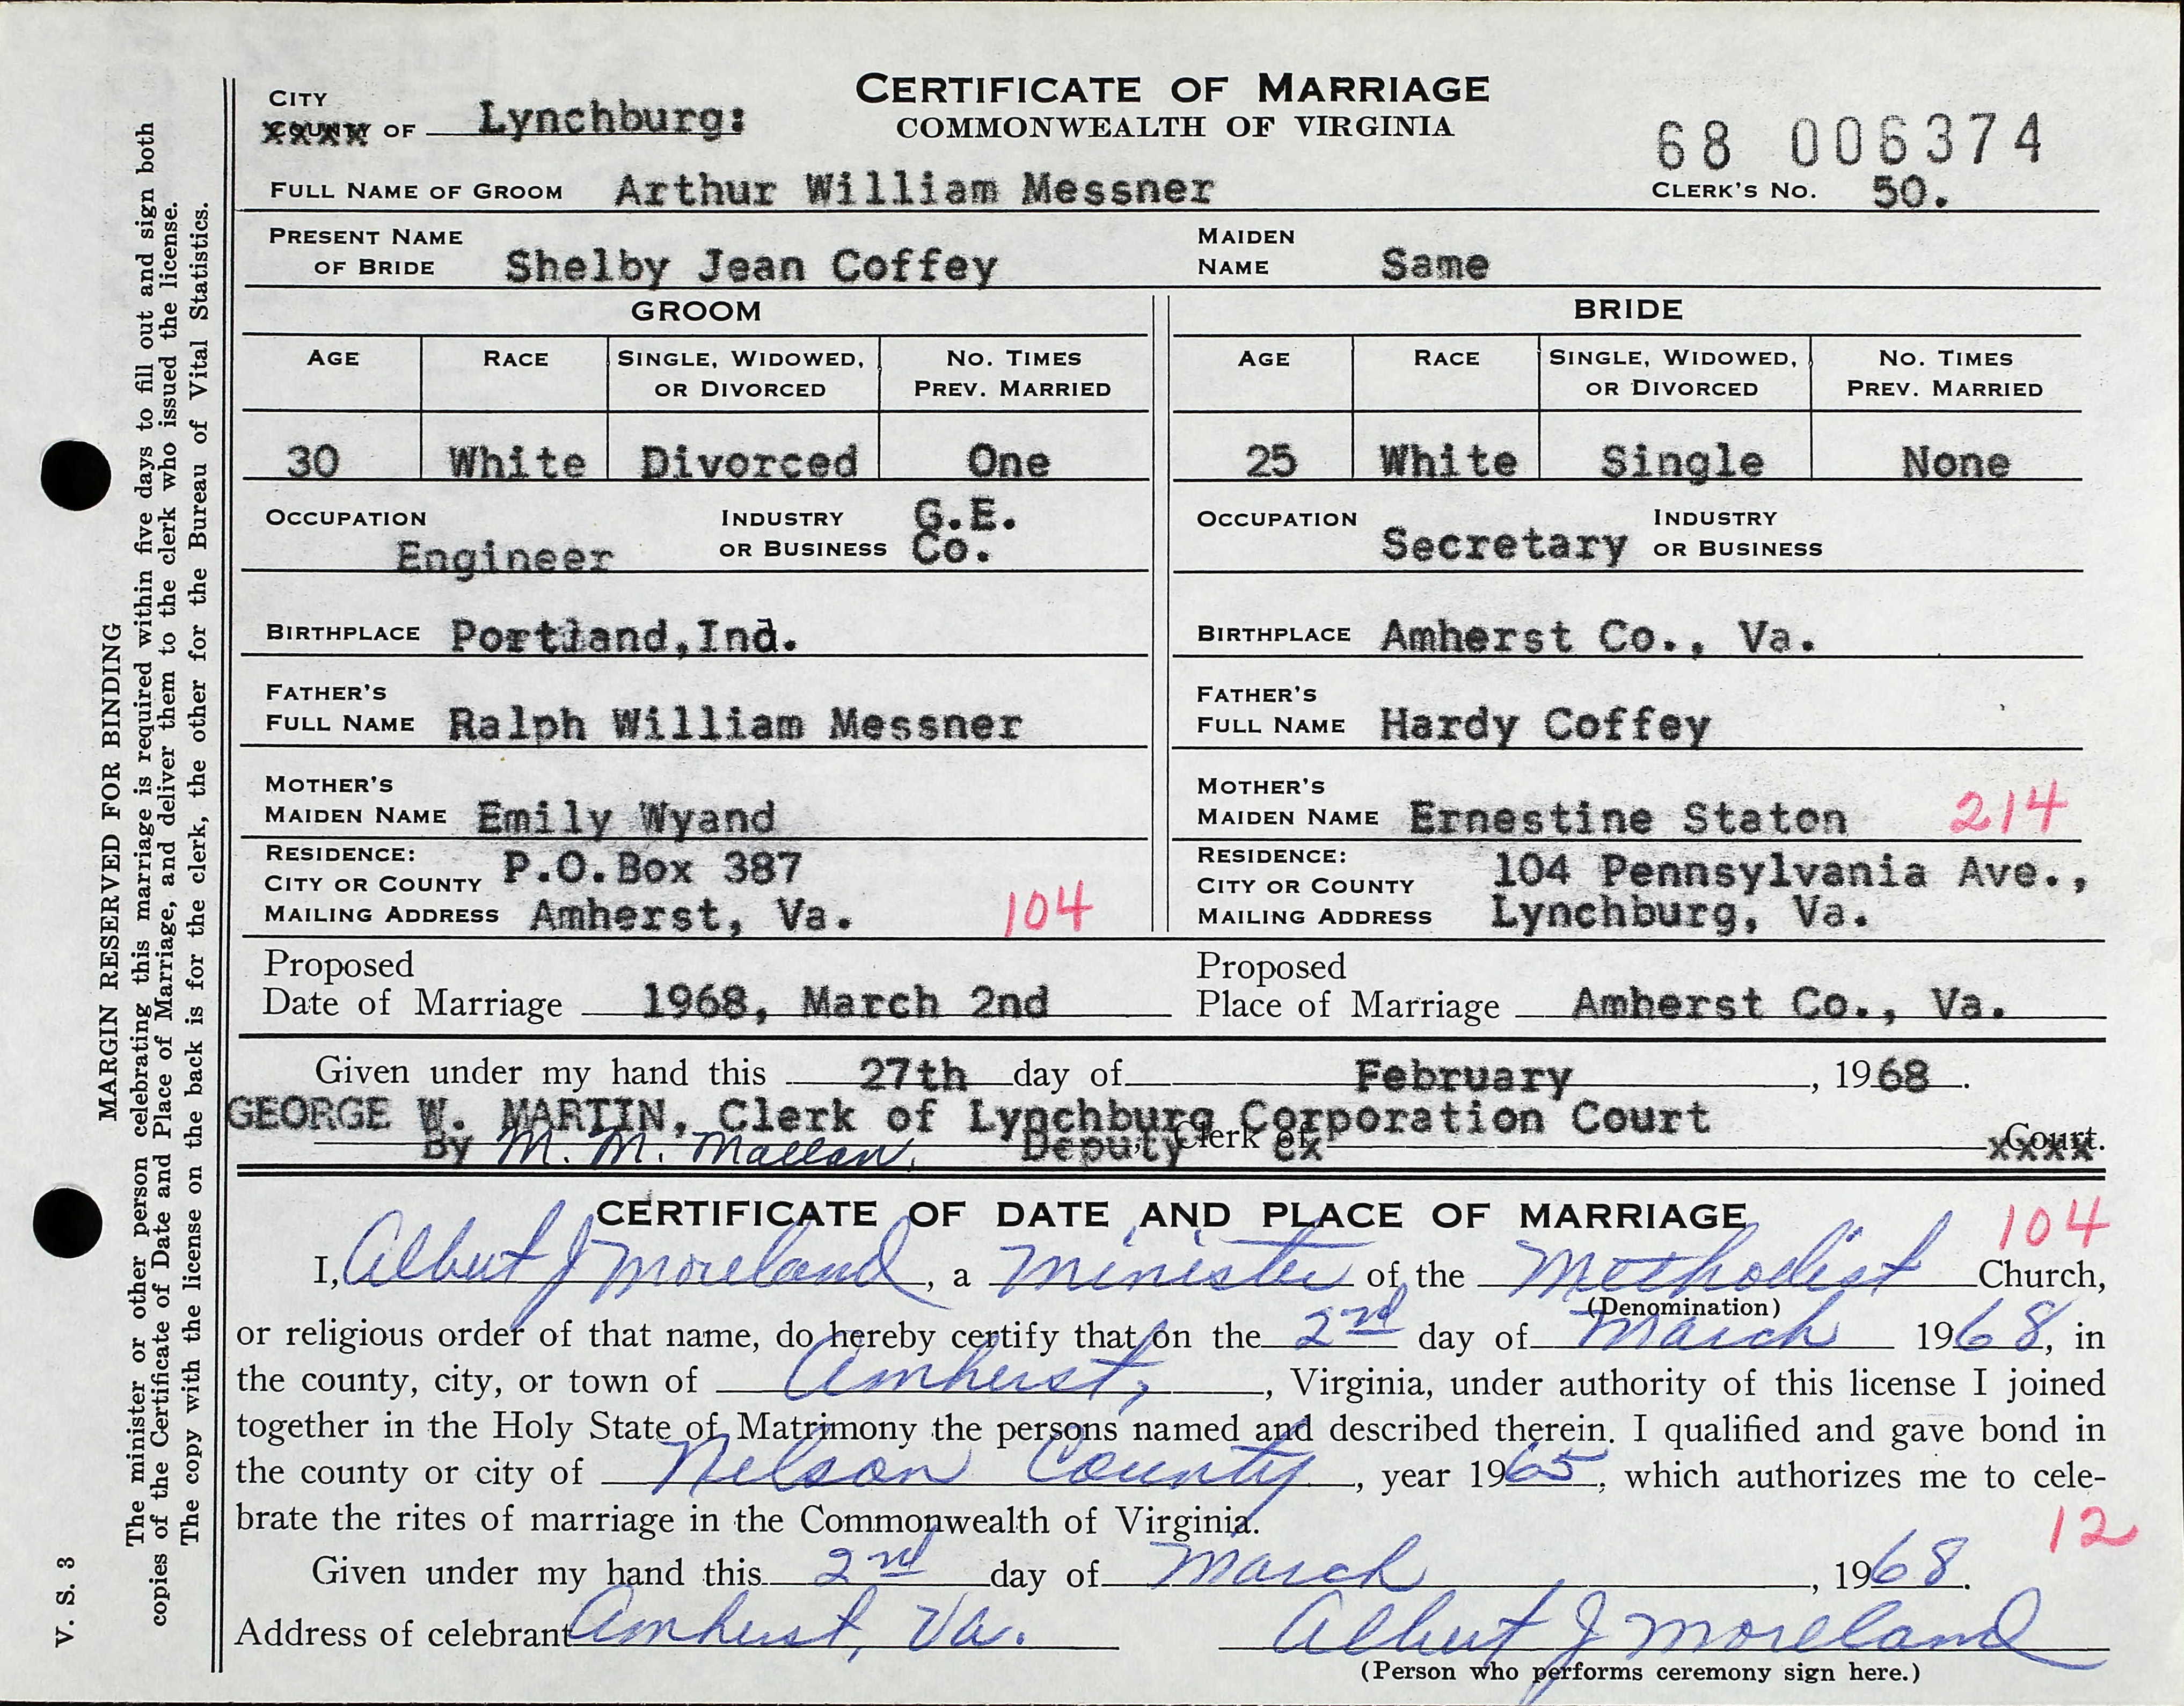 CERTIFICATE OF MARRIAGE
COMMONWEALTH OF VIRGINIA
CITY
COUNTY OF Lynchburg:
68 006374
FULL NAME OF GROOM Arthur William Messner
CLERK'S NO. 50.
PRESENT NAME OF BRIDE Shelby Jean Coffey MAIDEN NAME Same
GROOM BRIDE
AGE RACE SINGLE, WIDOWED, OR DIVORCED NO. TIMES PREV. MARRIED AGE RACE SINGLE, WIDOWED, OR DIVORCED NO. TIMES PREV. MARRIED
30 White Divorced One 25 White Single None
OCCUPATION Engineer INDUSTRY OR BUSINESS G.E. Co. OCCUPATION Secretary INDUSTRY OR BUSINESS
BIRTHPLACE Portland,Ind. BIRTHPLACE Amherst Co., Va.
FATHER'S FULL NAME Ralph William Messner FATHER'S FULL NAME Hardy Coffey
MOTHER'S MAIDEN NAME Emily Wyand MOTHER'S MAIDEN NAME Ernestine Staton 214
RESIDENCE: CITY OR COUNTY MAILING ADDRESS P.O.Box 387 Amherst, Va. 104 RESIDENCE: CITY OR COUNTY MAILING ADDRESS 104 Pennsylvania Ave., Lynchburg, Va.
Proposed Date of Marriage 1968, March 2nd Proposed Place of Marriage Amherst Co., Va.
Given under my hand this 27th day of February, 1968.
GEORGE W. MARTIN, Clerk of Lynchburg Corporation Court
By M. M. Deputy Clerk of Court.
CERTIFICATE OF DATE AND PLACE OF MARRIAGE
104
I, Albert J Moreland, a minister of the Methodist Church,
(Denomination)
or religious order of that name, do hereby certify that on the 2nd day of March 1968, in
the county, city, or town of Amherst, , Virginia, under authority of this license I joined
together in the Holy State of Matrimony the persons named and described therein. I qualified and gave bond in
the county or city of Nelson County, year 1965, which authorizes me to cele-
brate the rites of marriage in the Commonwealth of Virginia.
12
Given under my hand this 2nd day of March, 1968.
Address of celebrant Amherst, Va. Albert J Moreland
(Person who performs ceremony sign here.)
MARGIN RESERVED FOR BINDING
The minister or other person celebrating this marriage is required within five days to fill out and sign both
copies of the Certificate of Date and Place of Marriage, and deliver them to the clerk who issued the license.
The copy with the license on the back is for the clerk, the other for the Bureau of Vital Statistics.
V. S. 3